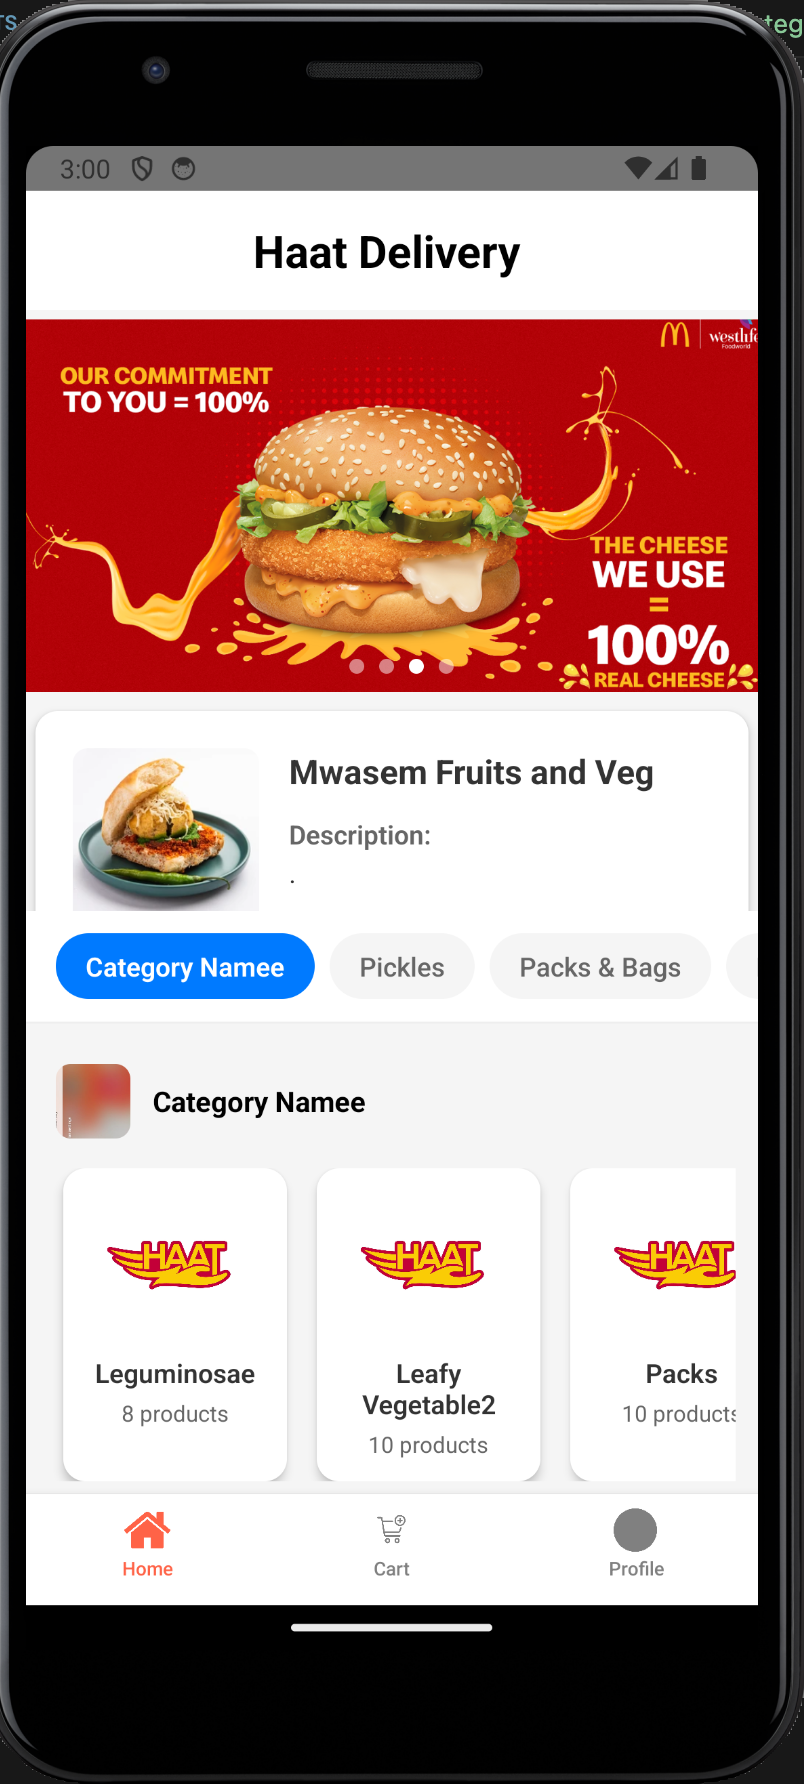 TS
teg
3:00
Haat Delivery
westlife
Foodworld
OUR COMMITMENT
TO YOU = 100%
THE CHEESE
WE USE
=
100%
REAL CHEESE
Mwasem Fruits and Veg
Description:
.
Category Namee
Pickles
Packs & Bags
Category Namee
HAAT
HAAT
HAAT
Leguminosae
8 products
Leafy
Vegetable2
10 products
Packs
10 products
Home
Cart
Profile